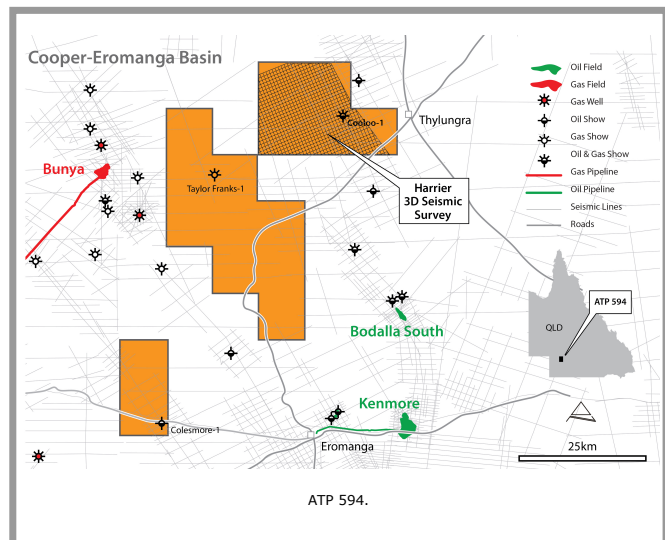 Cooper-Eromanga Basin
Oil Field
Gas Field
Gas Well
Oil Show
Gas Show
Oil & Gas Show
Gas Pipeline
Oil Pipeline
Seismic Lines
Roads
Cooloo-1
Thylungra
Bunya
Taylor Franks-1
Harrier
3D Seismic
Survey
ATP 594
QLD
Bodalla South
Kenmore
Colesmore-1
Eromanga
25km
ATP 594.